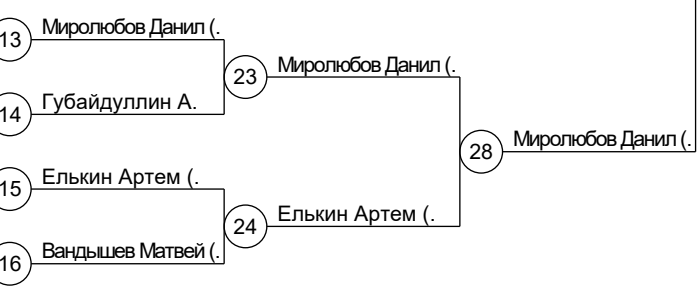 13 Миролюбов Данил (.
23 Миролюбов Данил (.
14 Губайдуллин А.
28 Миролюбов Данил (.
15 Елькин Артем (.
24 Елькин Артем (.
16 Вандышев Матвей (.